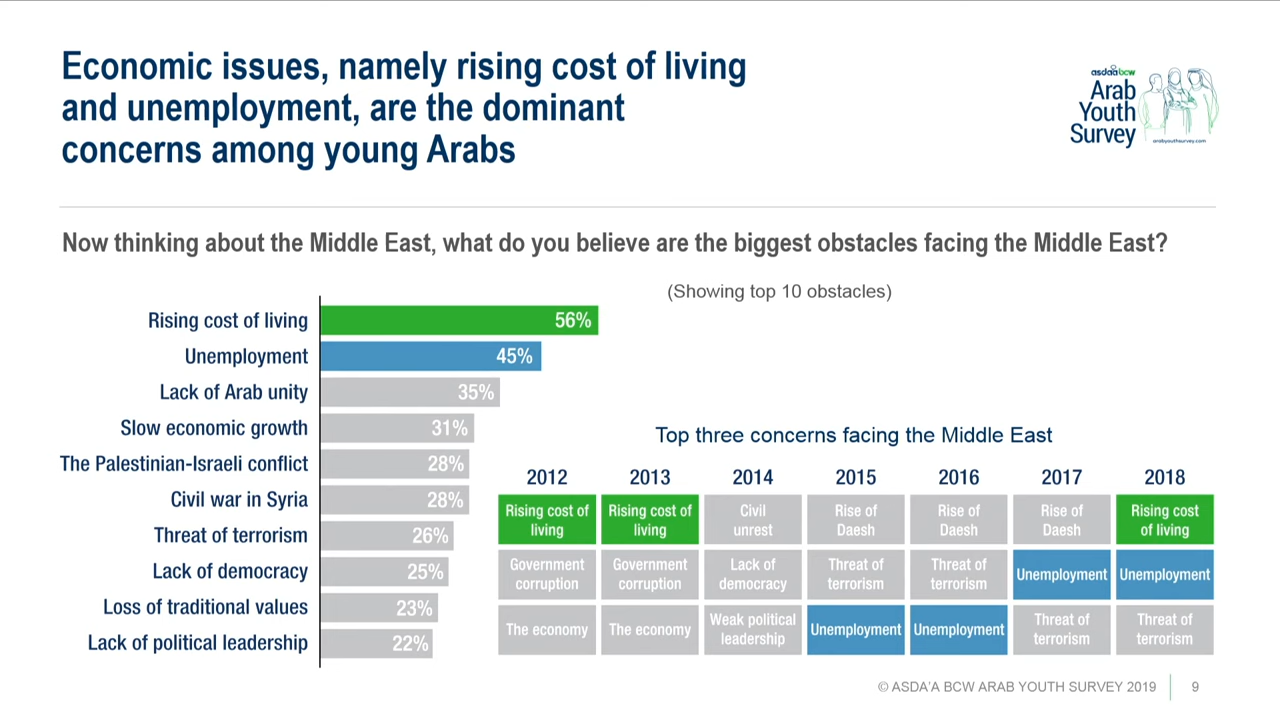 Economic issues, namely rising cost of living
and unemployment, are the dominant
concerns among young Arabs
asdaa bcw
Arab
Youth
Survey
arabyouthsurvey.com
Now thinking about the Middle East, what do you believe are the biggest obstacles facing the Middle East?
(Showing top 10 obstacles)
Rising cost of living 56%
Unemployment 45%
Lack of Arab unity 35%
Slow economic growth 31%
The Palestinian-Israeli conflict 28%
Civil war in Syria 28%
Threat of terrorism 26%
Lack of democracy 25%
Loss of traditional values 23%
Lack of political leadership 22%
Top three concerns facing the Middle East
2012 2013 2014 2015 2016 2017 2018
Rising cost of Rising cost of Civil Rise of Rise of Rise of Rising cost
living living unrest Daesh Daesh Daesh of living
Government Government Lack of Threat of Threat of Unemployment Unemployment
corruption corruption democracy terrorism terrorism
The economy The economy Weak political Unemployment Unemployment Threat of Threat of
leadership terrorism terrorism
© ASDA'A BCW ARAB YOUTH SURVEY 2019 9